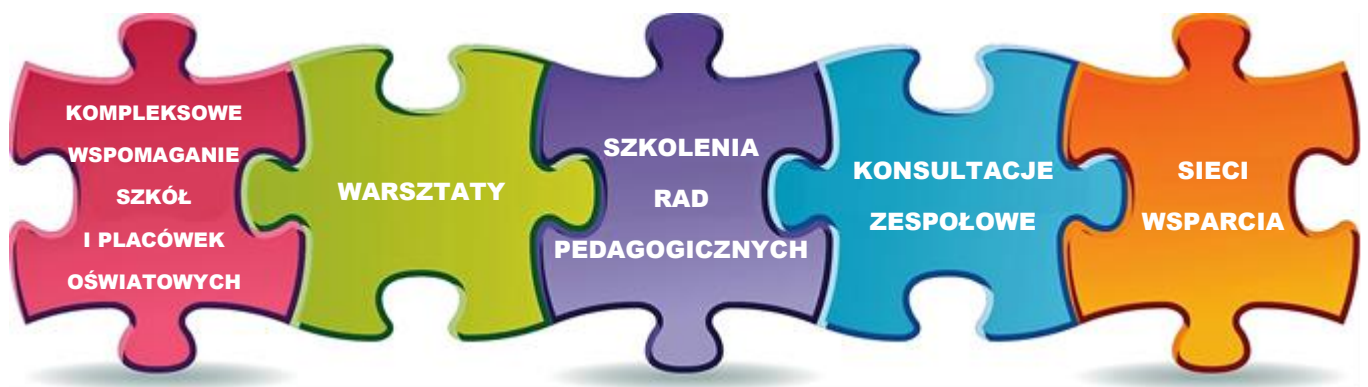 KOMPLEKSOWE
WSPOMAGANIE
SZKÓŁ
I PLACÓWEK
OŚWIATOWYCH
WARSZTATY
SZKOLENIA
RAD
PEDAGOGICZNYCH
KONSULTACJE
ZESPOŁOWE
SIECI
WSPARCIA